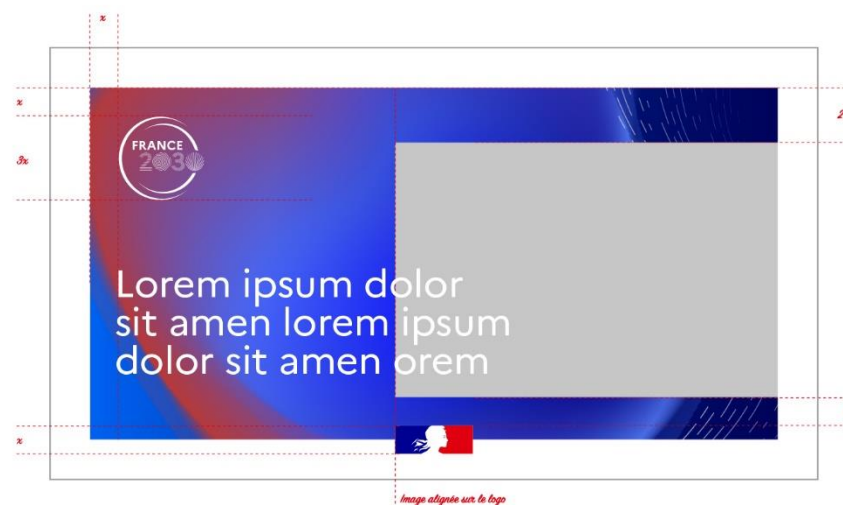 x
x
2
FRANCE
2030
3x
Lorem ipsum dolor
sit amen lorem ipsum
dolor sit amen orem
x
Image alignée sur le logo